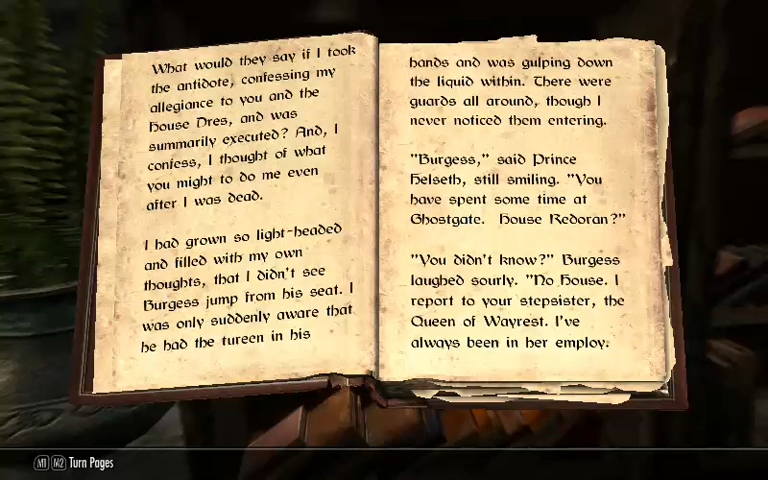 What would they say if I took
the antidote, confessing my
allegiance to you and the
House Dres, and was
summarily executed? And, I
confess, I thought of what
you might to do me even
after I was dead.
I had grown so light-headed
and filled with my own
thoughts, that I didn't see
Burgess jump from his seat. I
was only suddenly aware that
he had the tureen in his
hands and was gulping down
the liquid within. There were
guards all around, though I
never noticed them entering.
"Burgess," said Prince
Helseth, still smiling. "You
have spent some time at
Ghostgate. House Redoran?"
"You didn't know?" Burgess
laughed sourly. "No House. I
report to your stepsister, the
Queen of Wayrest. I've
always been in her employ.
M1 M2 Turn Pages